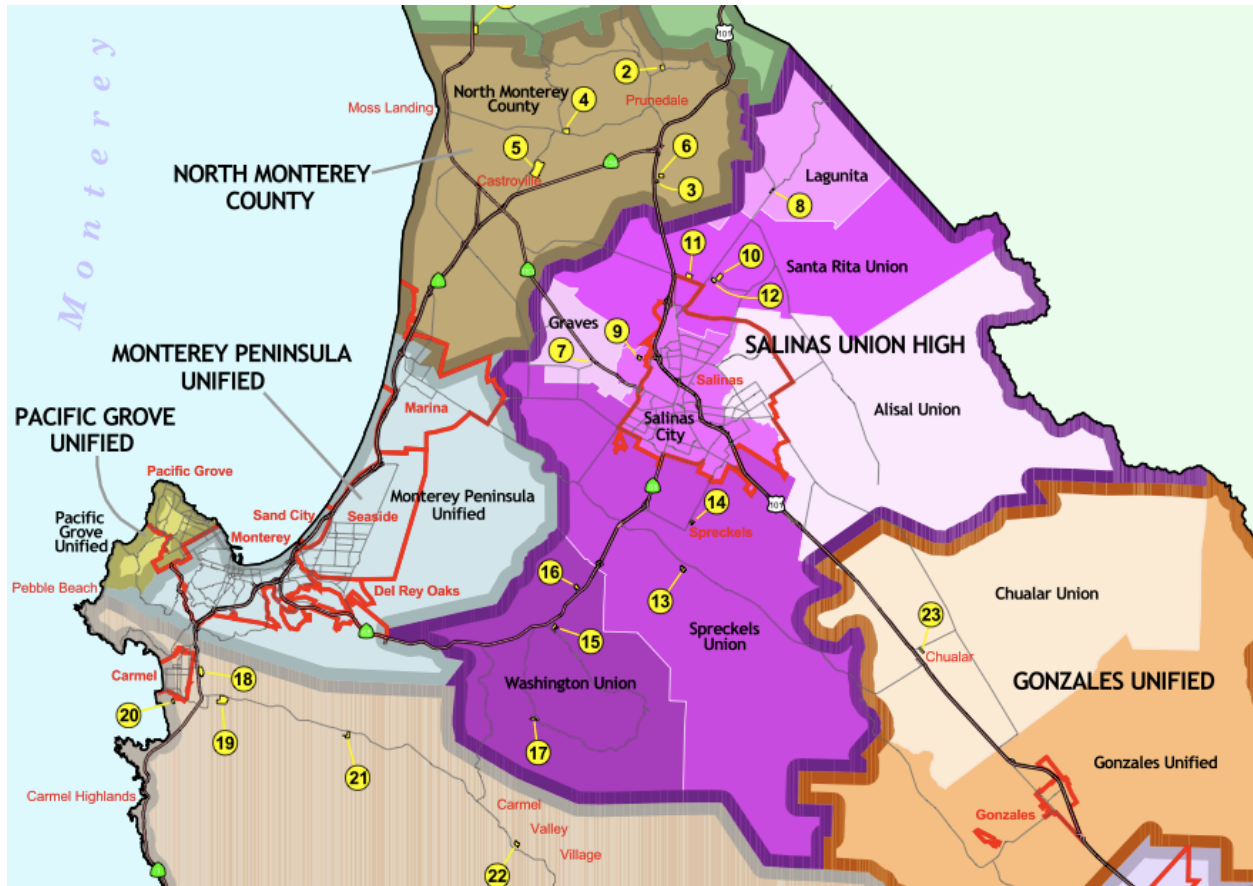 Monterey
101
2
North Monterey
County
4
Prunedale
Moss Landing
5
6
Castroville
3
NORTH MONTEREY
COUNTY
Lagunita
8
11
10
Santa Rita Union
12
Graves
9
7
SALINAS UNION HIGH
MONTEREY PENINSULA
UNIFIED
Salinas
Marina
Alisal Union
PACIFIC GROVE
UNIFIED
Salinas
City
Pacific Grove
Monterey Peninsula
Unified
101
14
Sand City
Seaside
Pacific
Grove
Unified
Monterey
Spreckels
16
Pebble Beach
Del Rey Oaks
13
Chualar Union
23
15
Spreckels
Union
Chualar
Carmel
18
Washington Union
GONZALES UNIFIED
20
19
17
21
Gonzales Unified
Carmel Highlands
Carmel
Valley
Village
Gonzales
22